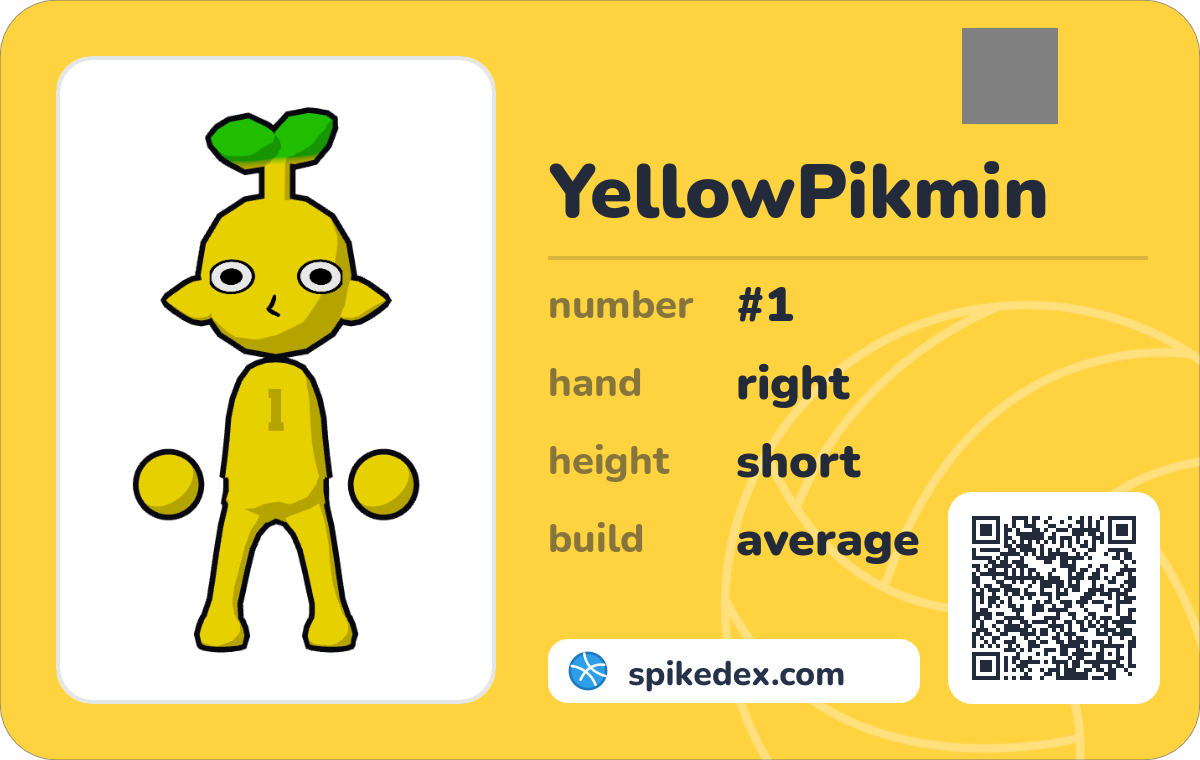 YellowPikmin
number #1
hand right
height short
build average
spikedex.com
1